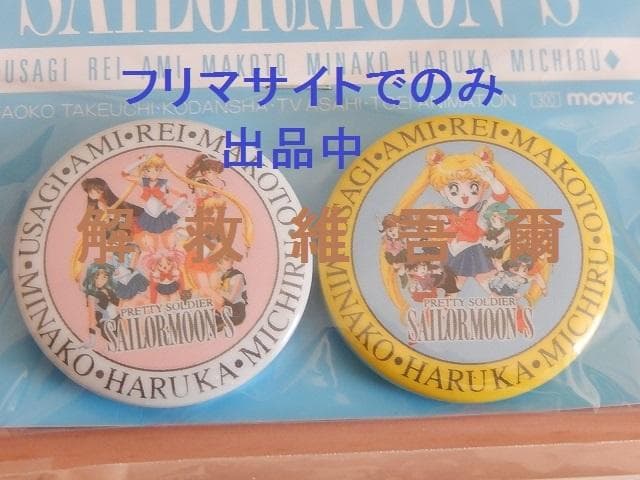 SAILORMOON S
USAGI REI AMI MAKOTO MINAKO HARUKA MICHIRU◆
NAOKO TAKEUCHI・KODANSHA・TV ASAHI・TOEI ANIMATION movic
フリマサイトでのみ
出品中
解救維吾爾
USAGI・AMI・REI・MAKOTO・
MINAKO・HARUKA・MICHIRU
PRETTY SOLDIER
SAILORMOON S
USAGI・AMI・REI・MAKOTO・
MINAKO・HARUKA・MICHIRU
PRETTY SOLDIER
SAILORMOON S